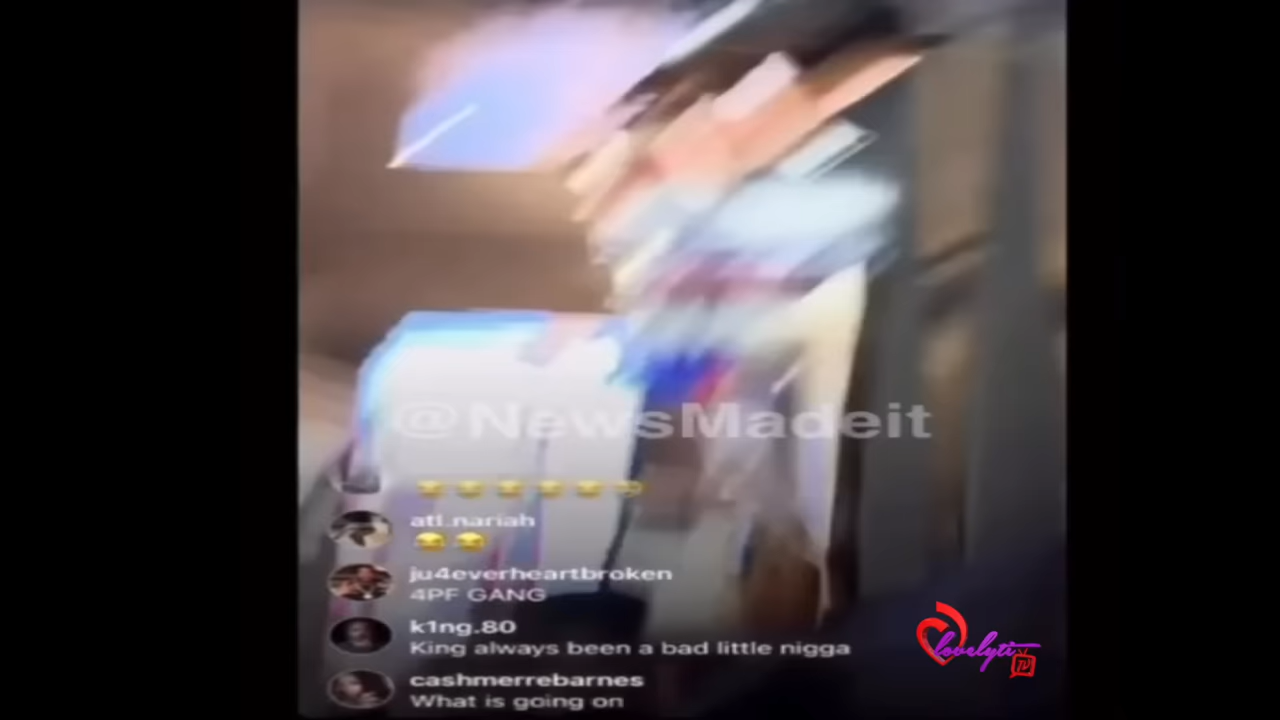 @NewsMadeit
😂😂😂😂😂😂
atl.nariah
😂😂
ju4everheartbroken
4PF GANG
k1ng.80
King always been a bad little nigga
cashmerrebarnes
What is going on
lovelyti
TV